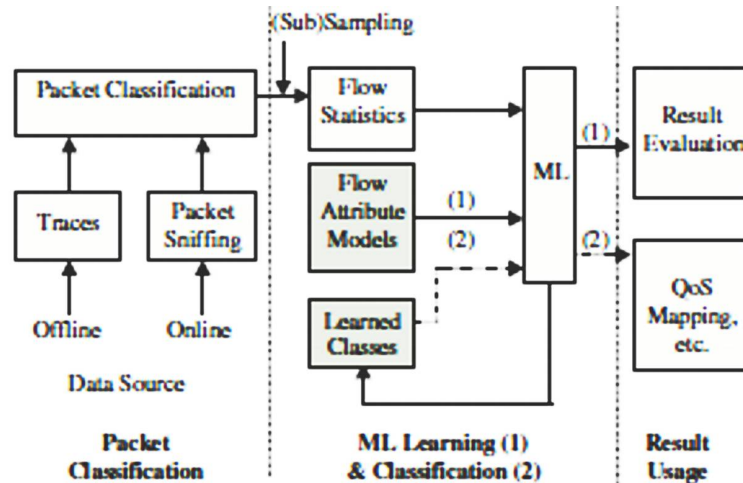 (Sub)Sampling
Packet Classification
Flow
Statistics
ML
(1)
Result
Evaluation
Traces
Packet
Sniffing
Flow
Attribute
Models
(1)
(2)
(2)
Offline
Online
Learned
Classes
QoS
Mapping,
etc.
Data Source
Packet
Classification
ML Learning (1)
& Classification (2)
Result
Usage